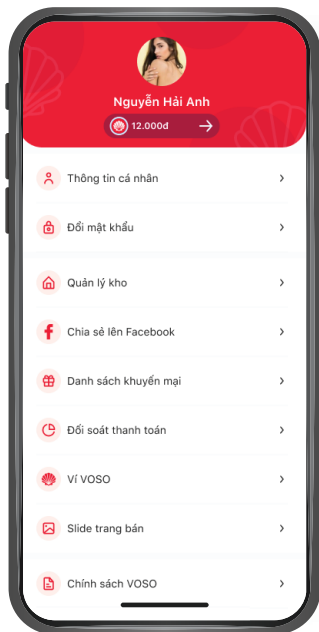 Nguyễn Hải Anh
12.000đ
Thông tin cá nhân
Đổi mật khẩu
Quản lý kho
Chia sẻ lên Facebook
Danh sách khuyến mại
Đối soát thanh toán
Ví VOSO
Slide trang bán
Chính sách VOSO